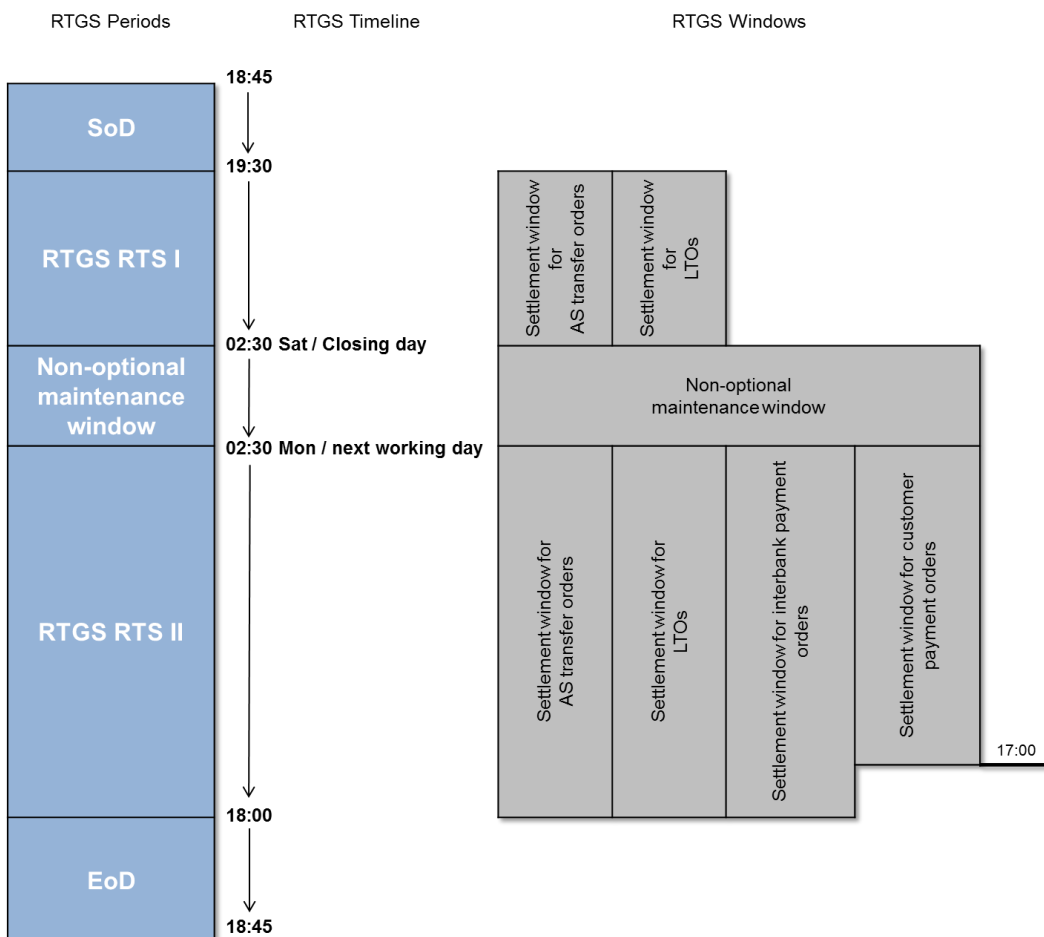 RTGS Periods
RTGS Timeline
RTGS Windows
18:45
SoD
19:30
RTGS RTS I
Settlement window
for
AS transfer orders
Settlement window
for
LTOs
02:30 Sat / Closing day
Non-optional
maintenance
window
Non-optional
maintenance window
02:30 Mon / next working day
RTGS RTS II
Settlement window for
AS transfer orders
Settlement window for
LTOs
Settlement window for interbank payment
orders
Settlement window for customer
payment orders
17:00
18:00
EoD
18:45